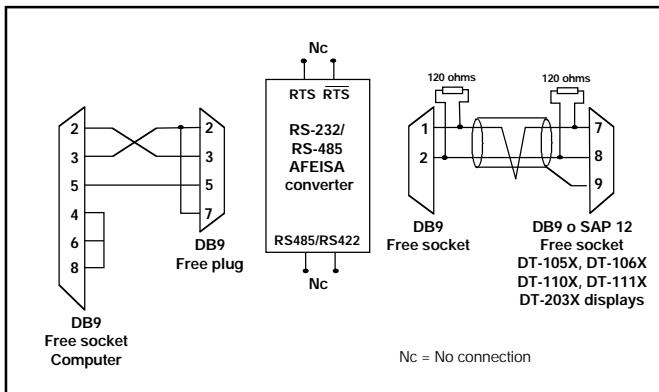 Nc
RTS RTS
RS-232/
RS-485
AFEISA
converter
RS485/RS422
Nc
2
3
5
4
6
8
DB9
Free socket
Computer
2
3
5
7
DB9
Free plug
120 ohms
1
2
DB9
Free socket
120 ohms
7
8
9
DB9 o SAP 12
Free socket
DT-105X, DT-106X
DT-110X, DT-111X
DT-203X displays
Nc = No connection